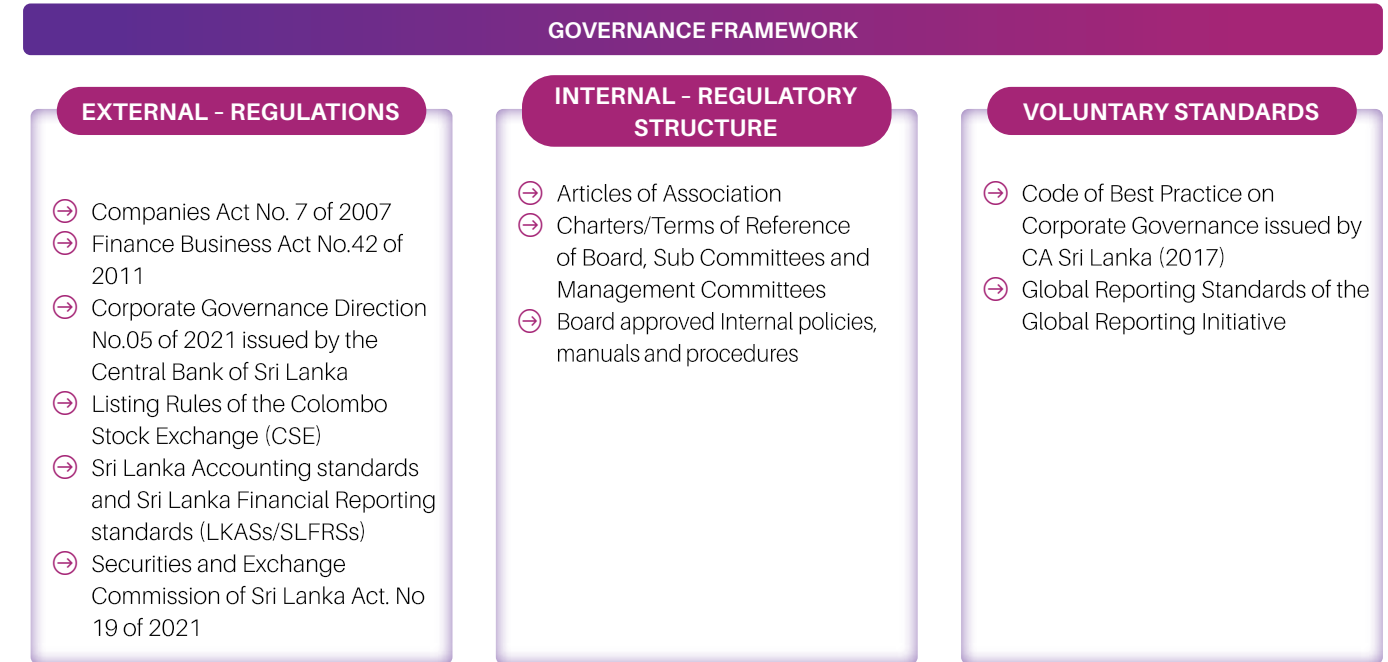 GOVERNANCE FRAMEWORK
EXTERNAL – REGULATIONS
Companies Act No. 7 of 2007
Finance Business Act No.42 of
2011
Corporate Governance Direction
No.05 of 2021 issued by the
Central Bank of Sri Lanka
Listing Rules of the Colombo
Stock Exchange (CSE)
Sri Lanka Accounting standards
and Sri Lanka Financial Reporting
standards (LKASs/SLFRSs)
Securities and Exchange
Commission of Sri Lanka Act. No
19 of 2021
INTERNAL – REGULATORY
STRUCTURE
Articles of Association
Charters/Terms of Reference
of Board, Sub Committees and
Management Committees
Board approved Internal policies,
manuals and procedures
VOLUNTARY STANDARDS
Code of Best Practice on
Corporate Governance issued by
CA Sri Lanka (2017)
Global Reporting Standards of the
Global Reporting Initiative